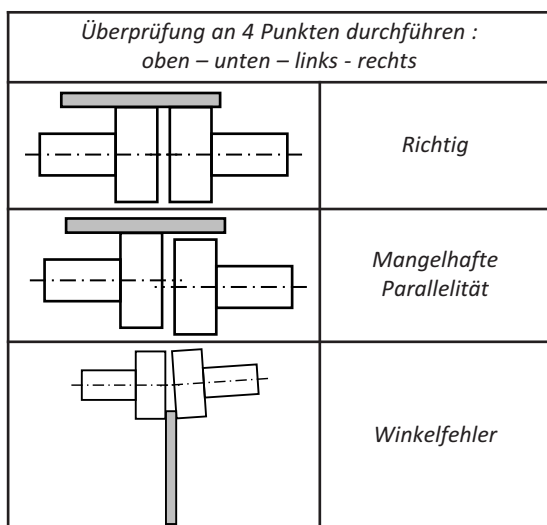 Überprüfung an 4 Punkten durchführen :
oben – unten – links - rechts
Richtig
Mangelhafte
Parallelität
Winkelfehler